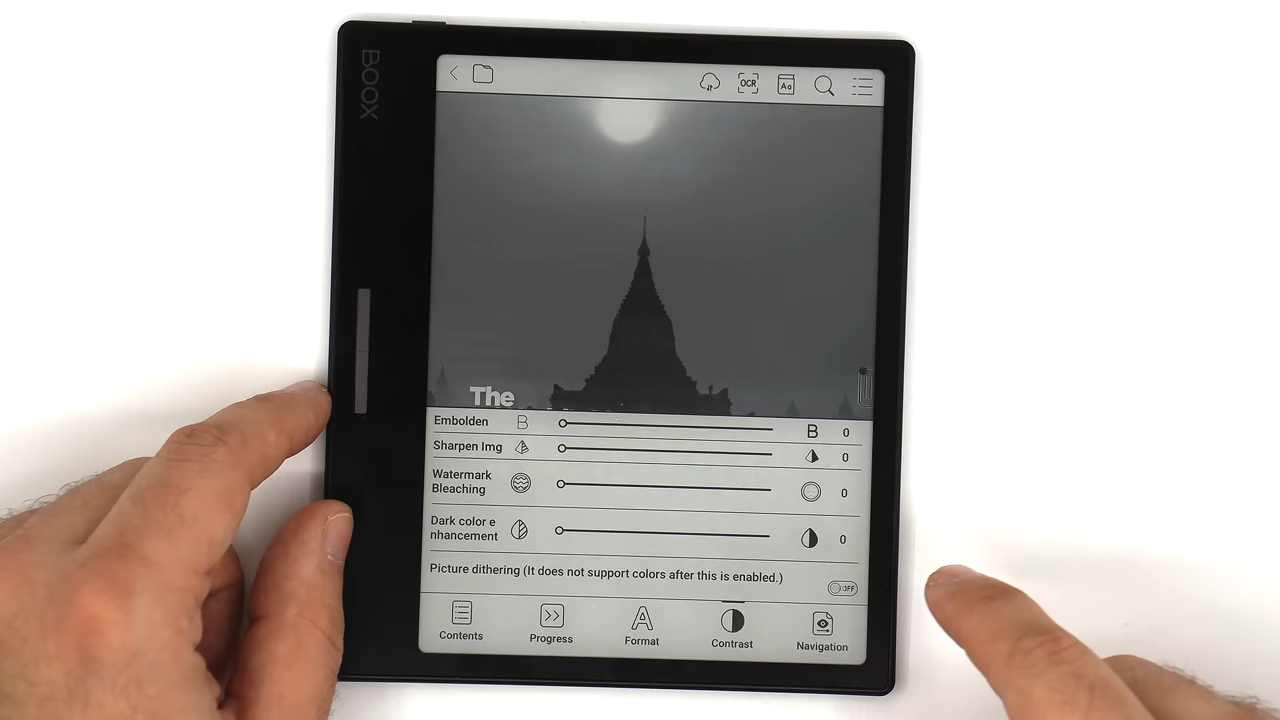 BOOX
OCR
Aa
The
Embolden B B 0
Sharpen Img 0
Watermark
Bleaching 0
Dark color e
nhancement 0
Picture dithering (It does not support colors after this is enabled.)
OFF
Contents Progress Format Contrast Navigation